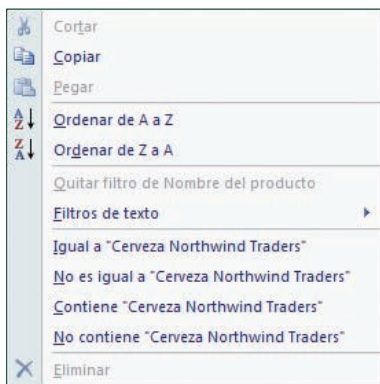 Cortar
Copiar
Pegar
Ordenar de A a Z
Ordenar de Z a A
Quitar filtro de Nombre del producto
Filtros de texto
Igual a "Cerveza Northwind Traders"
No es igual a "Cerveza Northwind Traders"
Contiene "Cerveza Northwind Traders"
No contiene "Cerveza Northwind Traders"
Eliminar